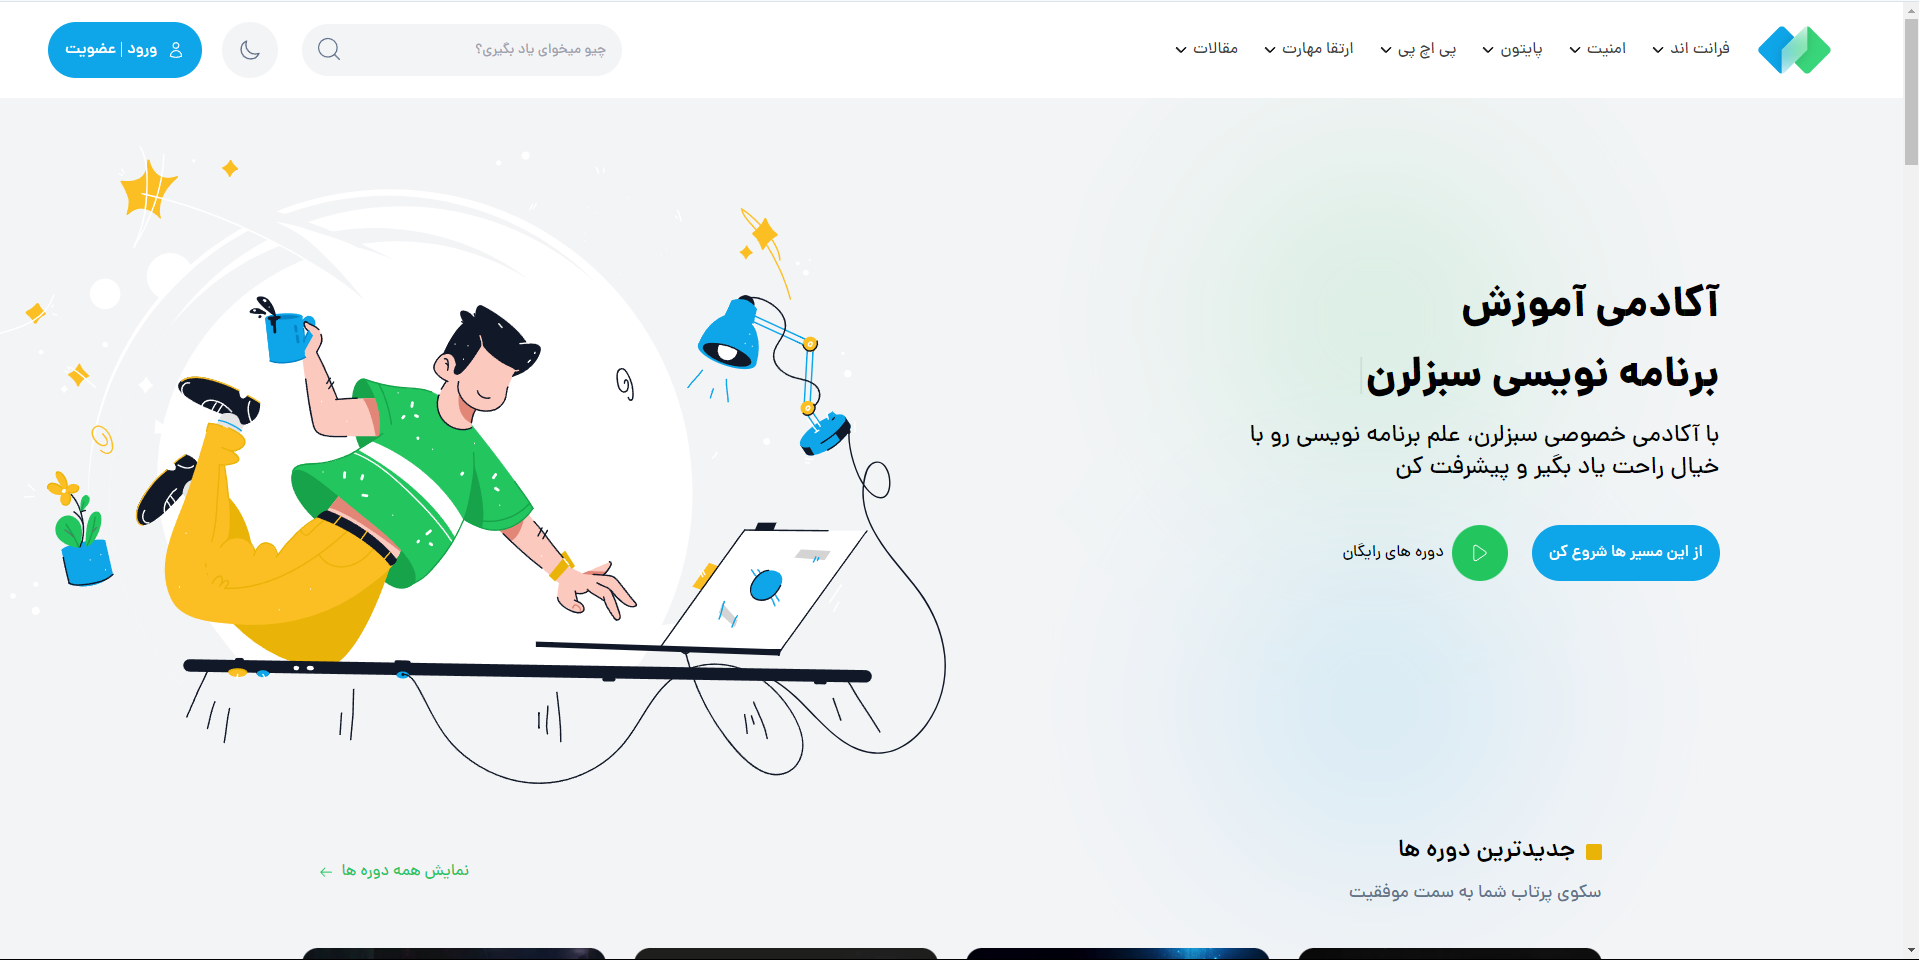 فرانت اند
امنیت
پایتون
پی اچ پی
ارتقا مهارت
مقالات
چیو میخوای یاد بگیری؟
ورود | عضویت
آکادمی آموزش
برنامه نویسی سبزلرن
با آکادمی خصوصی سبزلرن، علم برنامه نویسی رو با
خیال راحت یاد بگیر و پیشرفت کن
از این مسیر ها شروع کن
دوره های رایگان
جدیدترین دوره ها
سکوی پرتاب شما به سمت موفقیت
نمایش همه دوره ها